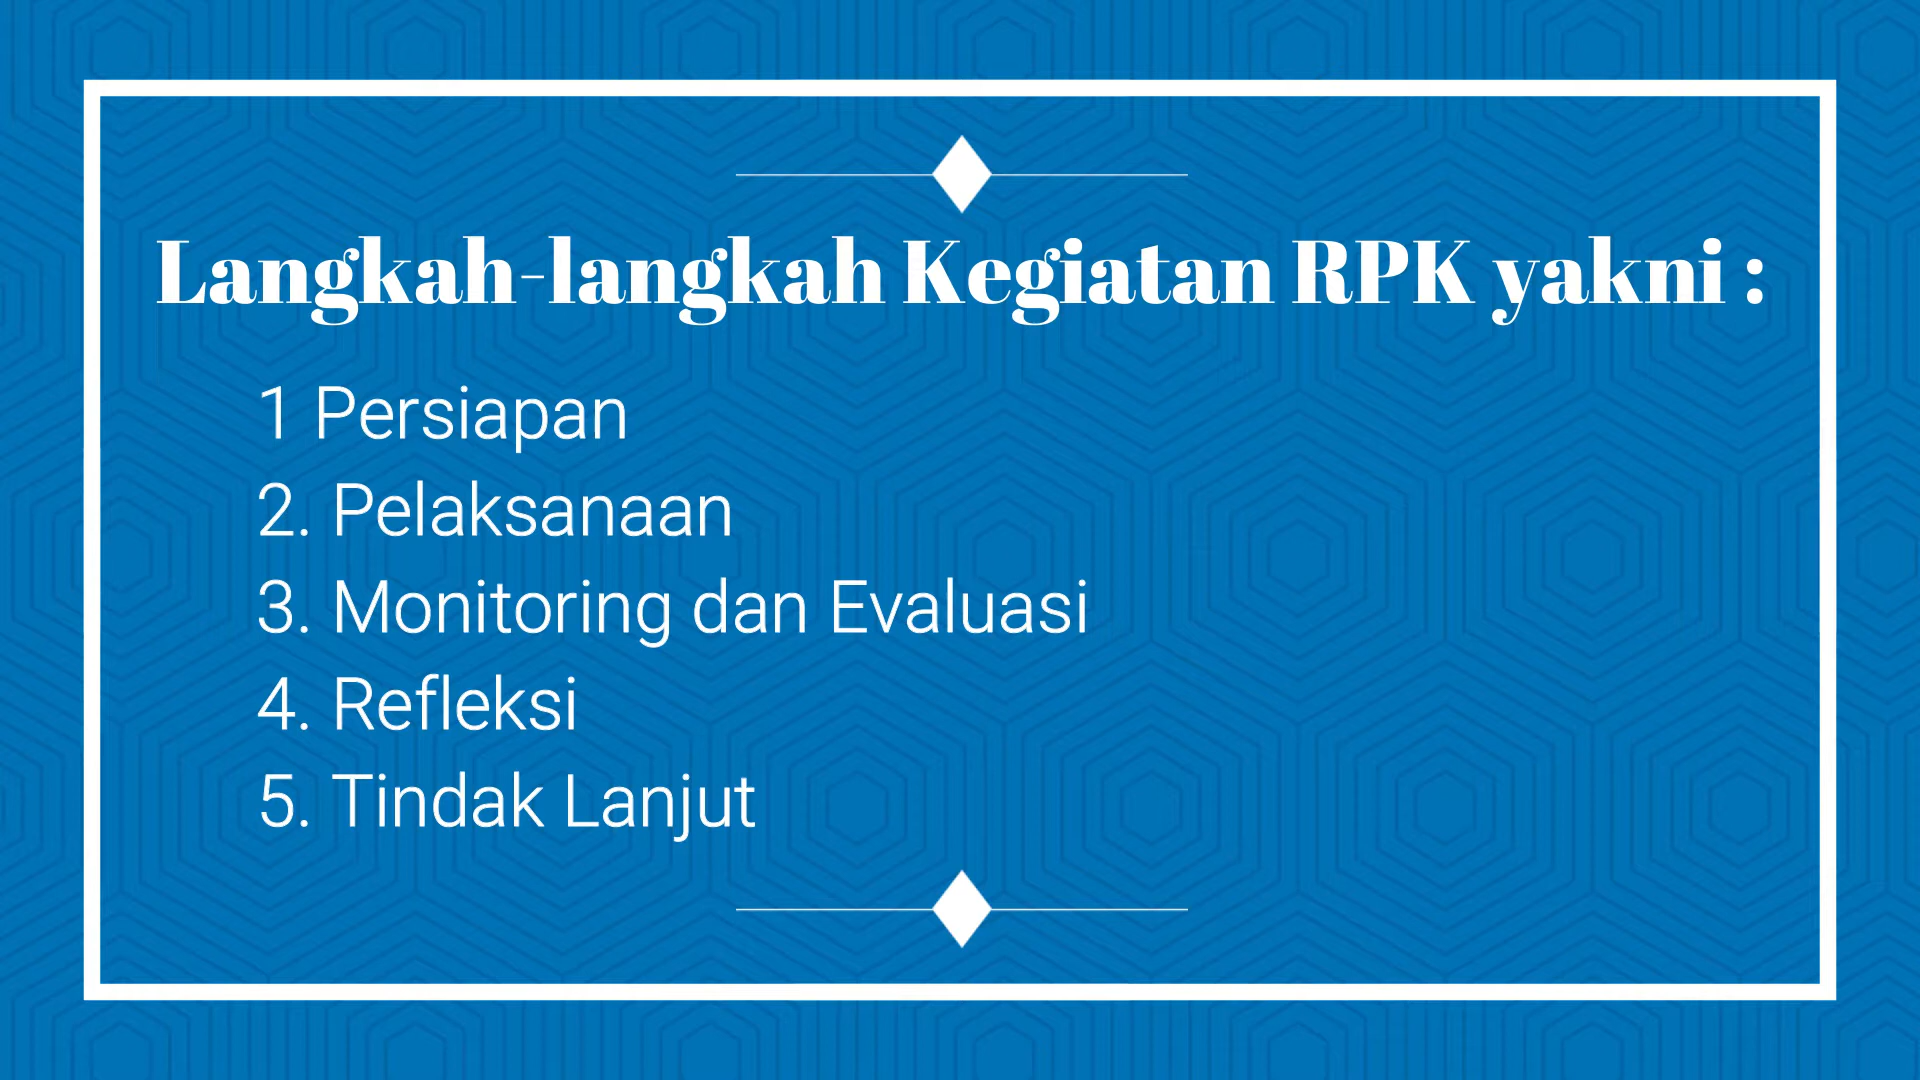 Langkah-langkah Kegiatan RPK yakni :
1 Persiapan
2. Pelaksanaan
3. Monitoring dan Evaluasi
4. Refleksi
5. Tindak Lanjut